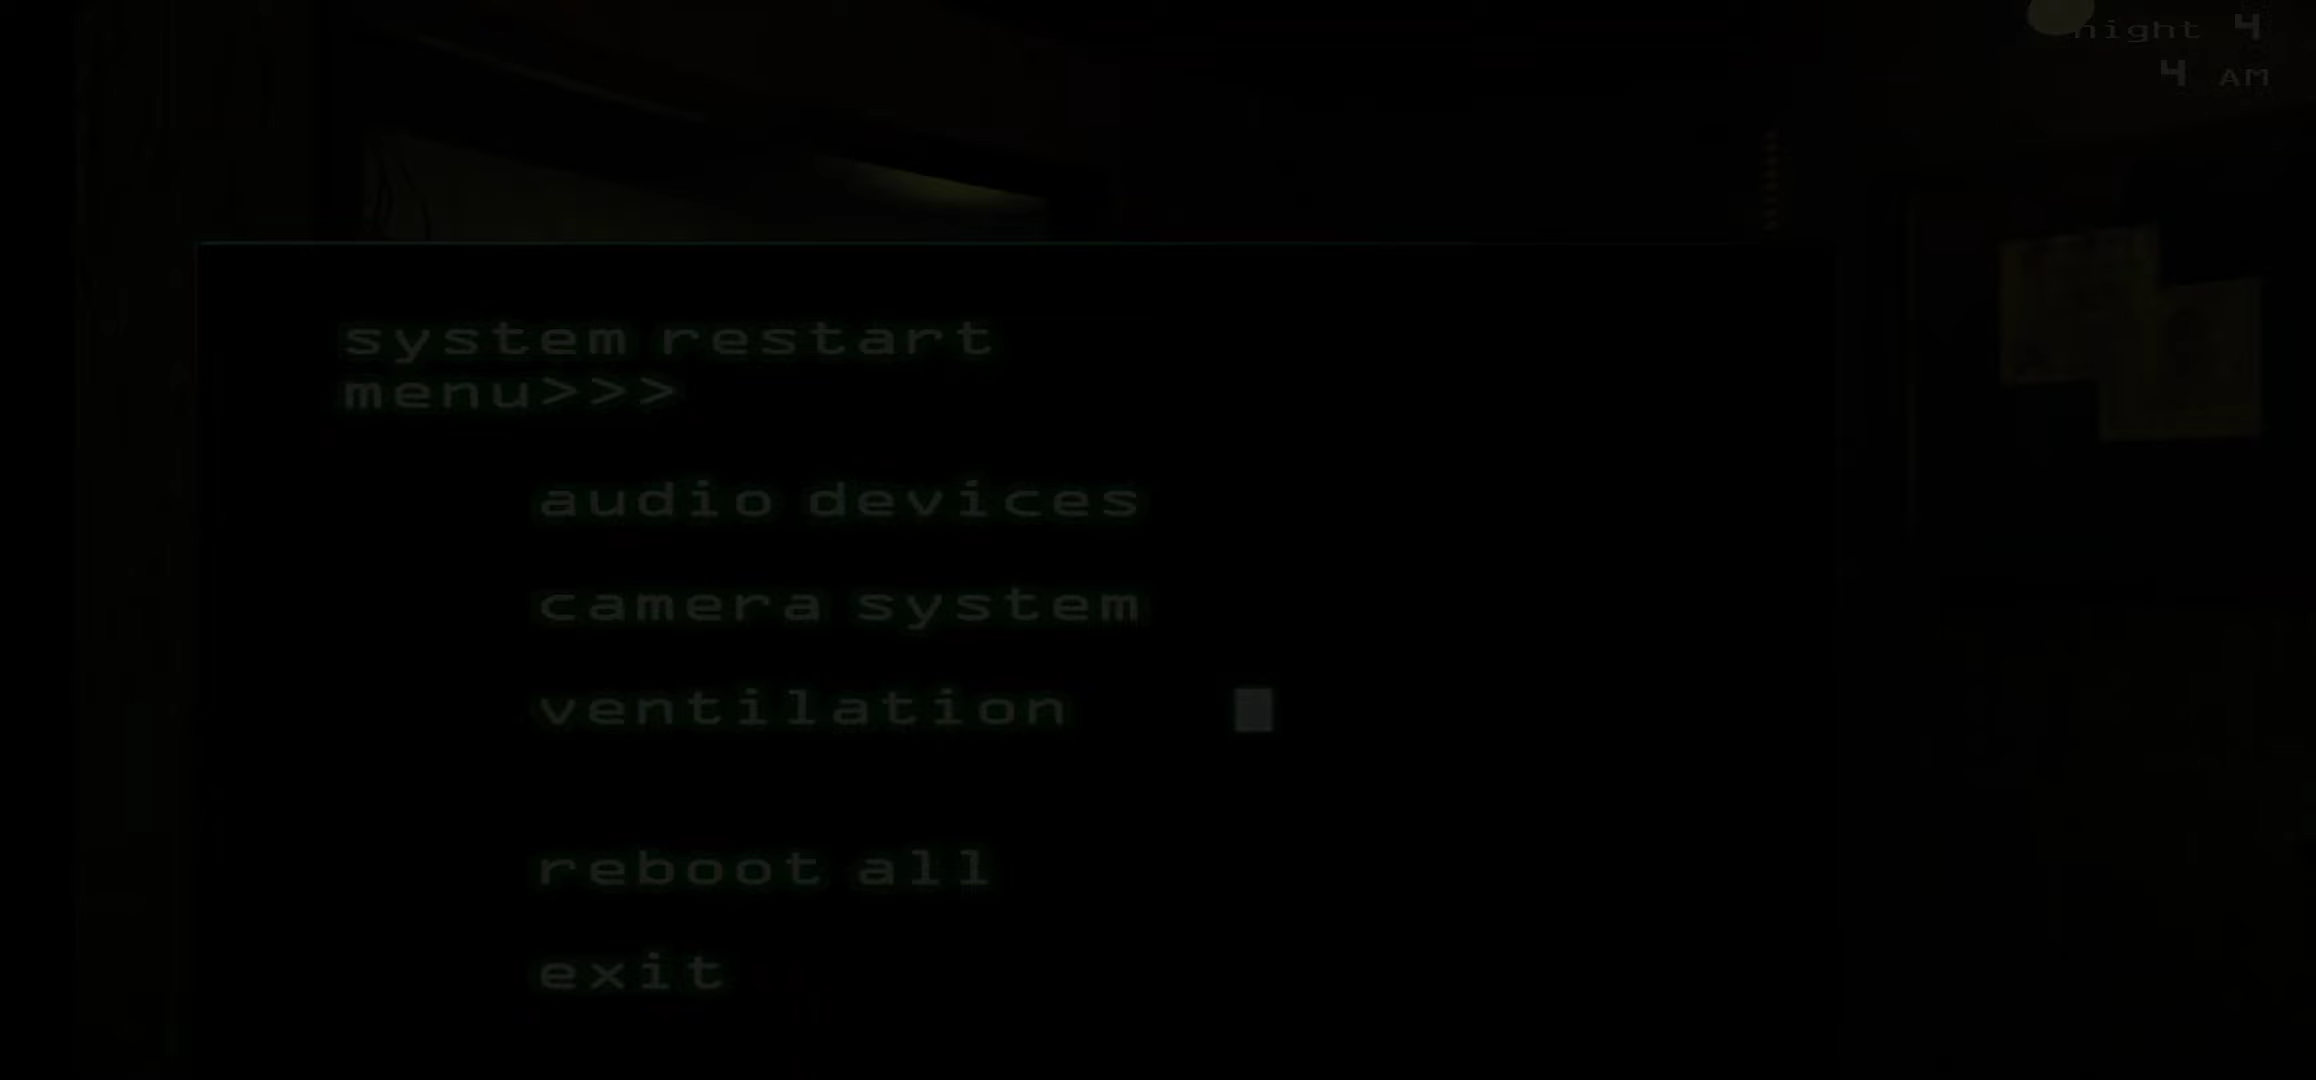 night 4
4 AM
system restart
menu>>>
audio devices
camera system
ventilation
reboot all
exit